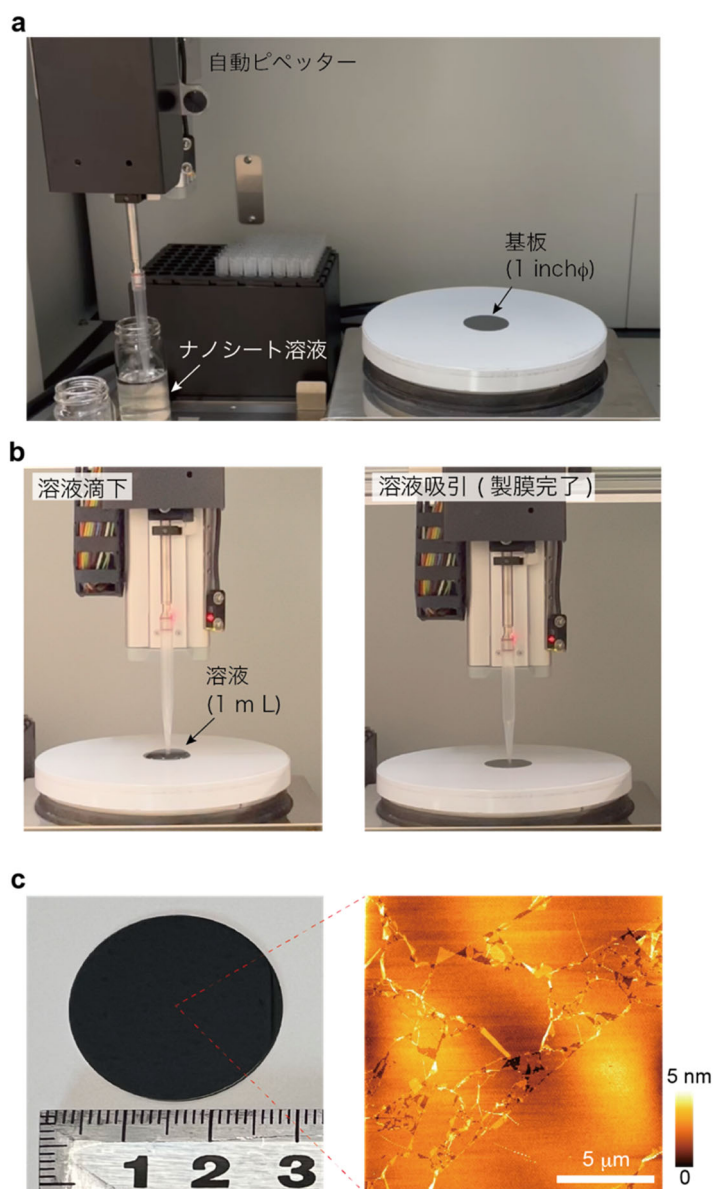 a
自動ピペッター
基板
(1 inchϕ)
ナノシート溶液
b
溶液滴下
溶液吸引 ( 製膜完了 )
溶液
(1 m L)
c
1 2 3
5 nm
0
5 μm